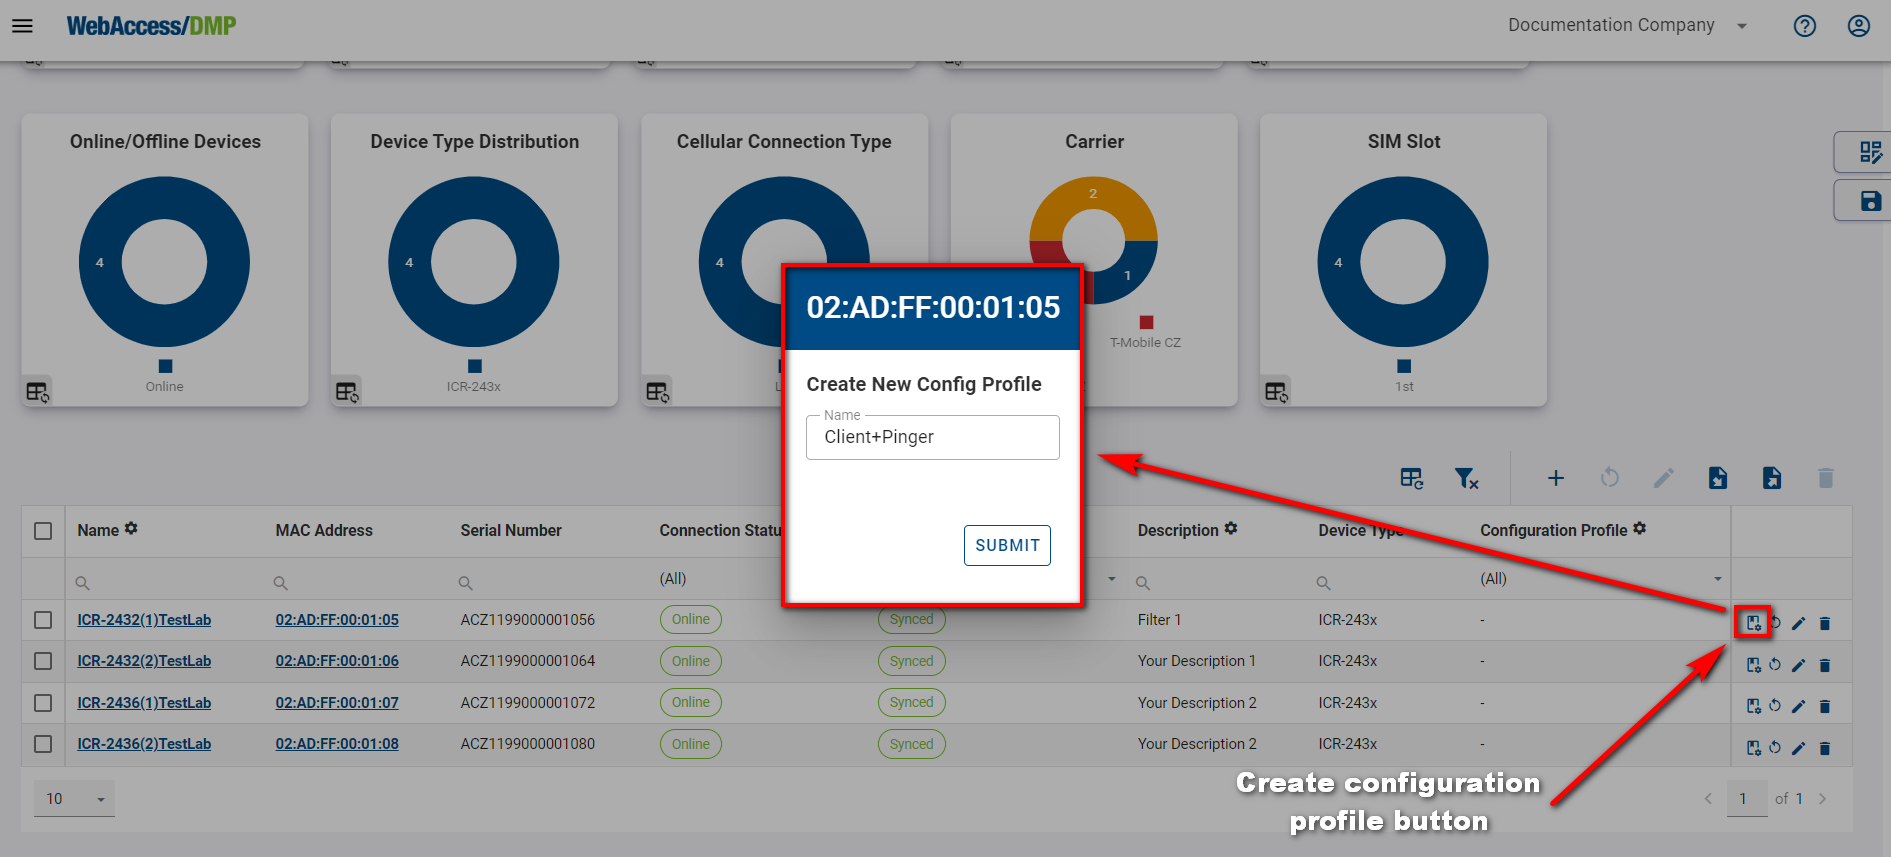 WebAccess/DMP
Documentation Company
Online/Offline Devices
4
Online
Device Type Distribution
4
ICR-243x
Cellular Connection Type
4
L
Carrier
2
1
T-Mobile CZ
SIM Slot
4
1st
02:AD:FF:00:01:05
Create New Config Profile
Name
Client+Pinger
SUBMIT
Name MAC Address Serial Number Connection Statu Description Device Type Configuration Profile
(All) (All)
ICR-2432(1)TestLab 02:AD:FF:00:01:05 ACZ1199000001056 Online Synced Filter 1 ICR-243x -
ICR-2432(2)TestLab 02:AD:FF:00:01:06 ACZ1199000001064 Online Synced Your Description 1 ICR-243x -
ICR-2436(1)TestLab 02:AD:FF:00:01:07 ACZ1199000001072 Online Synced Your Description 2 ICR-243x -
ICR-2436(2)TestLab 02:AD:FF:00:01:08 ACZ1199000001080 Online Synced Your Description 2 ICR-243x -
10
1 of 1
Create configuration
profile button